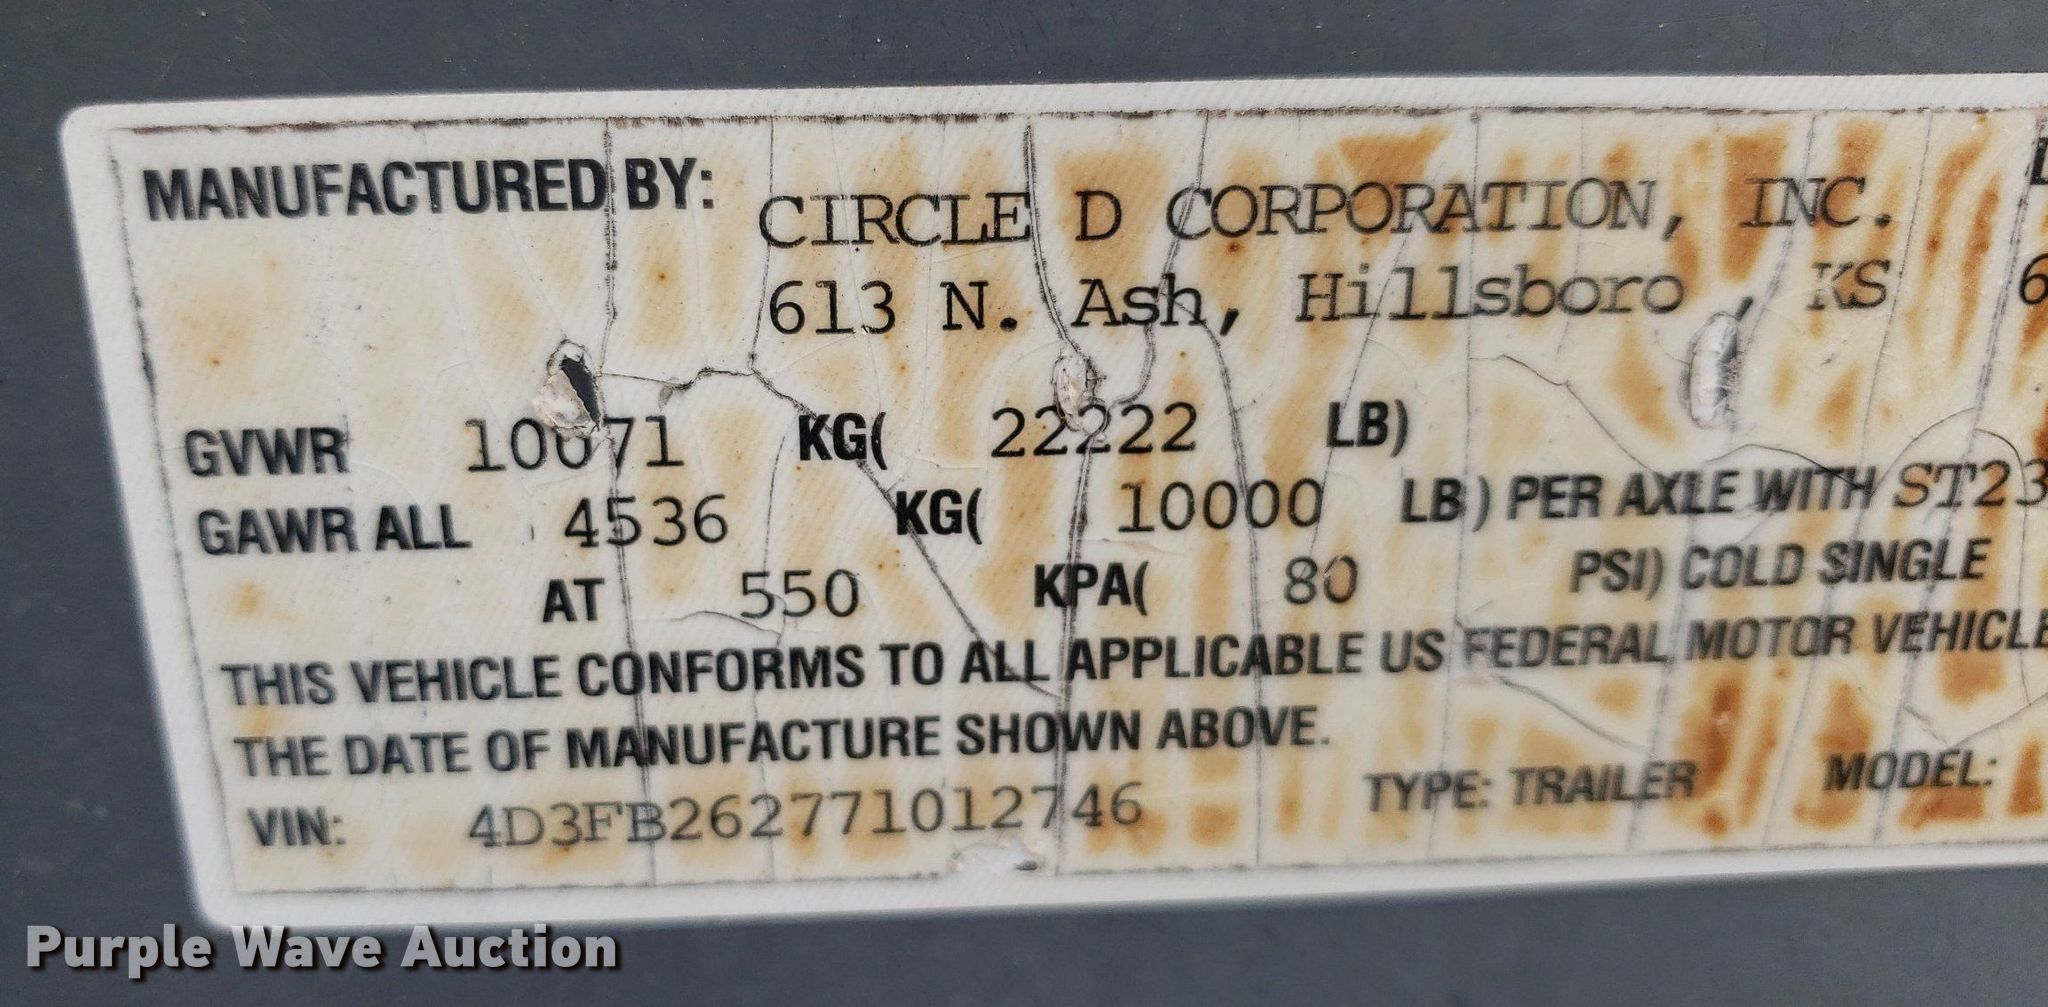 MANUFACTURED BY: CIRCLE D CORPORATION, INC.
613 N. Ash, Hillsboro , KS 6
GVWR 10071 KG( 22222 LB)
GAWR ALL 4536 KG( 10000 LB) PER AXLE WITH ST23
AT 550 KPA( 80 PSI) COLD SINGLE
THIS VEHICLE CONFORMS TO ALL APPLICABLE US FEDERAL MOTOR VEHICLE
THE DATE OF MANUFACTURE SHOWN ABOVE.
VIN: 4D3FB262771012746 TYPE: TRAILER MODEL:
Purple Wave Auction